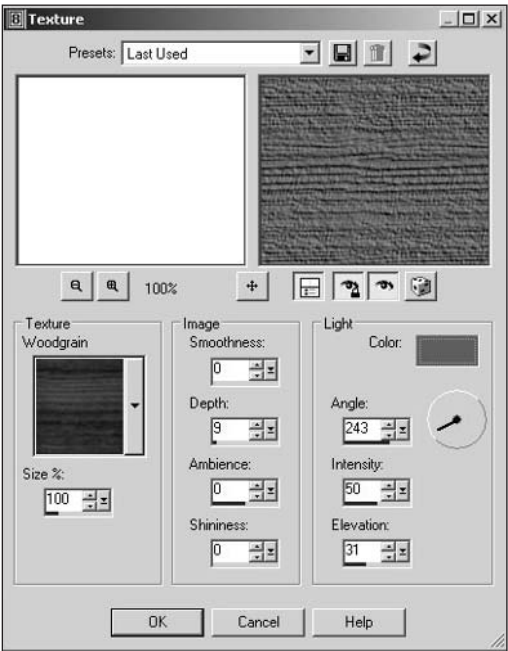 8 Texture
Presets: Last Used
100%
Texture
Woodgrain
Size %:
100
Image
Smoothness:
0
Depth:
9
Ambience:
0
Shininess:
0
Light
Color:
Angle:
243
Intensity:
50
Elevation:
31
OK Cancel Help